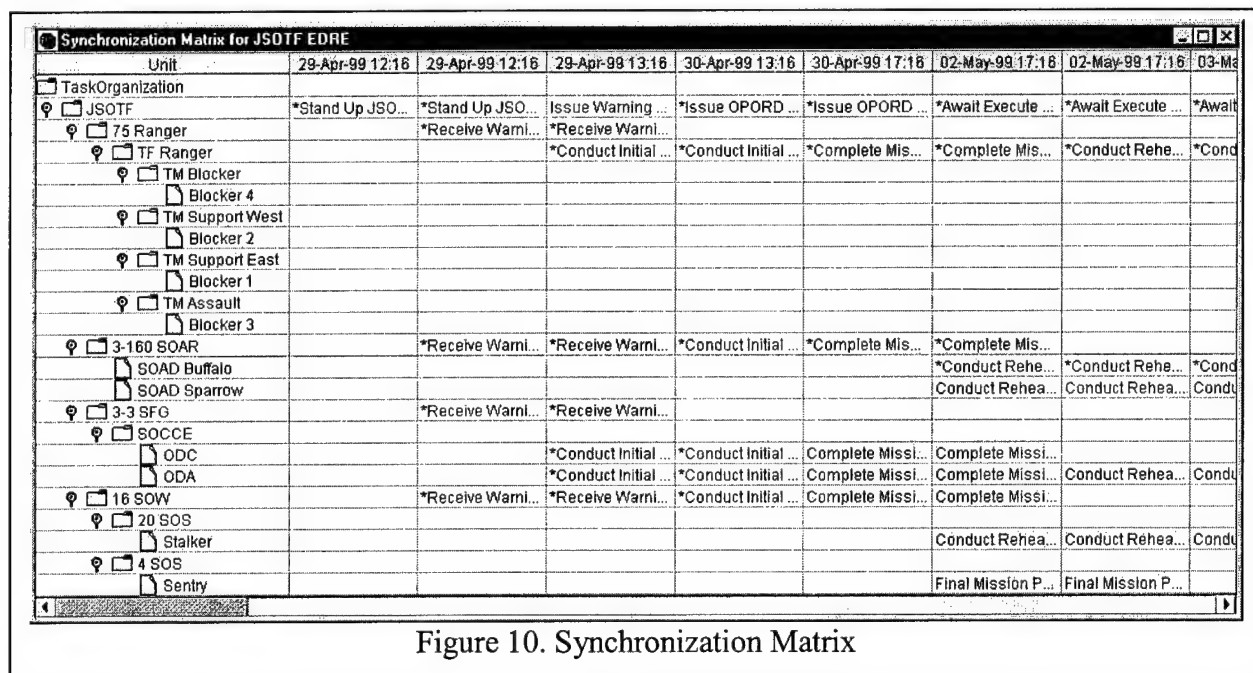 Synchronization Matrix for JSOTF EDRE
Unit 29-Apr-99 12:16 29-Apr-99 12:16 29-Apr-99 13:16 30-Apr-99 13:16 30-Apr-99 17:16 02-May-99 17:16 02-May-99 17:16 03-Ma
TaskOrganization
JSOTF *Stand Up JSO... *Stand Up JSO... Issue Warning ... *Issue OPORD ... *Issue OPORD ... *Await Execute ... *Await Execute ... *Await
75 Ranger *Receive Warni... *Receive Warni...
TF Ranger *Conduct Initial ... *Conduct Initial ... *Complete Mis... *Complete Mis... *Conduct Rehe... *Cond
TM Blocker
Blocker 4
TM Support West
Blocker 2
TM Support East
Blocker 1
TM Assault
Blocker 3
3-160 SOAR *Receive Warni... *Receive Warni... *Conduct Initial ... *Complete Mis... *Complete Mis...
SOAD Buffalo *Conduct Rehe... *Conduct Rehe... *Cond
SOAD Sparrow Conduct Rehea... Conduct Rehea... Condu
3-3 SFG *Receive Warni... *Receive Warni...
SOCCE
ODC *Conduct Initial ... *Conduct Initial ... Complete Missi... Complete Missi...
ODA *Conduct Initial ... *Conduct Initial ... Complete Missi... Complete Missi... Conduct Rehea... Condu
16 SOW *Receive Warni... *Receive Warni... *Conduct Initial ... Complete Missi... Complete Missi...
20 SOS
Stalker Conduct Rehea... Conduct Rehea... Condu
4 SOS
Sentry Final Mission P... Final Mission P...
Figure 10. Synchronization Matrix